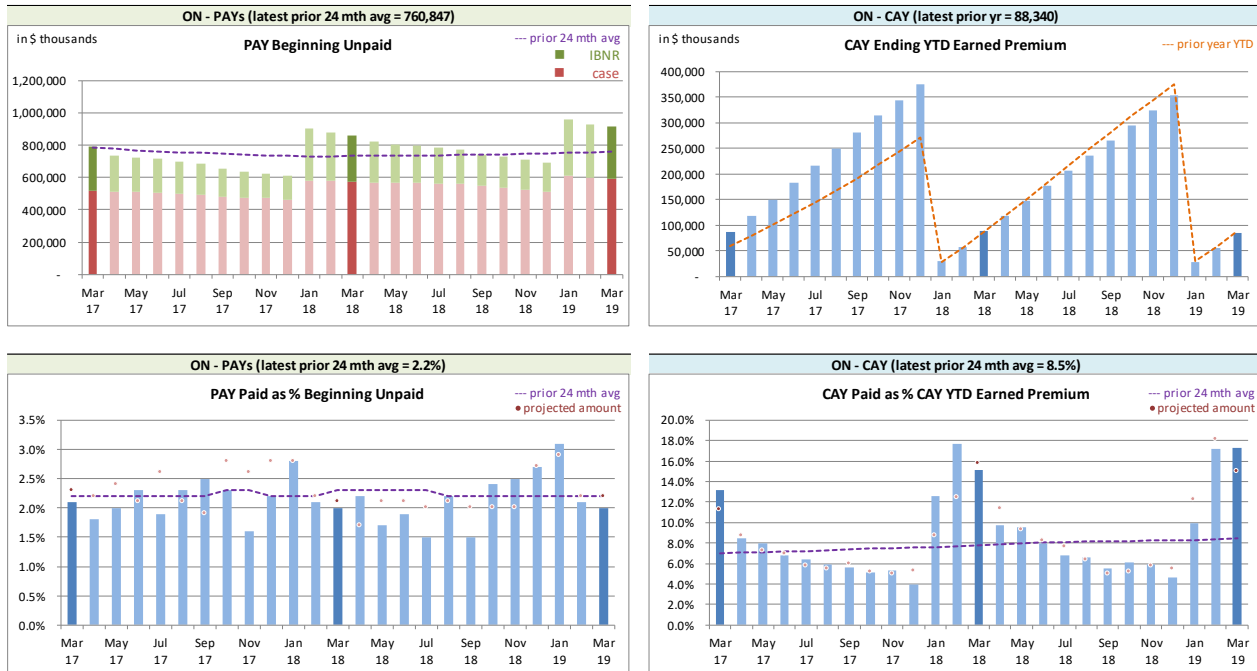 ON - PAYs (latest prior 24 mth avg = 760,847)
in $ thousands
PAY Beginning Unpaid
--- prior 24 mth avg
IBNR
case
1,200,000
1,000,000
800,000
600,000
400,000
200,000
-
Mar May Jul Sep Nov Jan Mar May Jul Sep Nov Jan Mar
17 17 17 17 17 18 18 18 18 18 18 19 19
ON - CAY (latest prior yr = 88,340)
in $ thousands
CAY Ending YTD Earned Premium
--- prior year YTD
400,000
350,000
300,000
250,000
200,000
150,000
100,000
50,000
-
Mar May Jul Sep Nov Jan Mar May Jul Sep Nov Jan Mar
17 17 17 17 17 18 18 18 18 18 18 19 19
ON - PAYs (latest prior 24 mth avg = 2.2%)
PAY Paid as % Beginning Unpaid
--- prior 24 mth avg
• projected amount
3.5%
3.0%
2.5%
2.0%
1.5%
1.0%
0.5%
0.0%
Mar May Jul Sep Nov Jan Mar May Jul Sep Nov Jan Mar
17 17 17 17 17 18 18 18 18 18 18 19 19
ON - CAY (latest prior 24 mth avg = 8.5%)
CAY Paid as % CAY YTD Earned Premium
--- prior 24 mth avg
• projected amount
20.0%
18.0%
16.0%
14.0%
12.0%
10.0%
8.0%
6.0%
4.0%
2.0%
0.0%
Mar May Jul Sep Nov Jan Mar May Jul Sep Nov Jan Mar
17 17 17 17 17 18 18 18 18 18 18 19 19